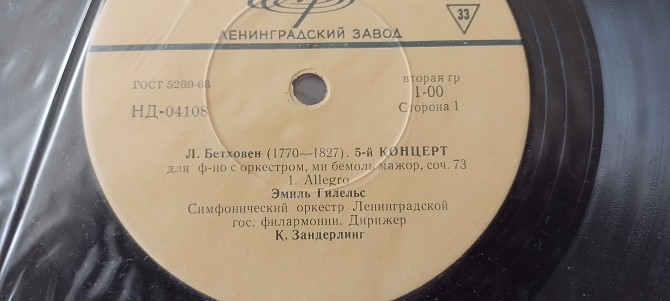 ЛЕНИНГРАДСКИЙ ЗАВОД
33
ГОСТ 5289-68
вторая гр
НД-04108
1-00
Сторона 1
Л. Бетховен (1770—1827). 5-й КОНЦЕРТ
для ф-но с оркестром, ми бемоль мажор, соч. 73
1. Allegro
Эмиль Гилельс
Симфонический оркестр Ленинградской
гос. филармонии. Дирижер
К. Зандерлинг